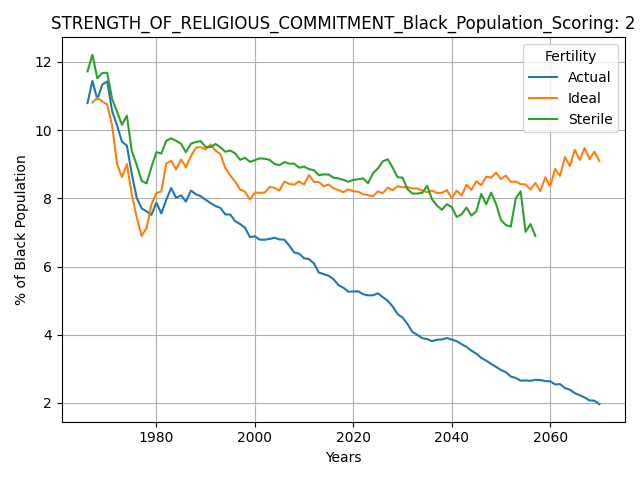 STRENGTH_OF_RELIGIOUS_COMMITMENT_Black_Population_Scoring: 2
Fertility
Actual
Ideal
Sterile
% of Black Population
12
10
8
6
4
2
1980
2000
2020
2040
2060
Years